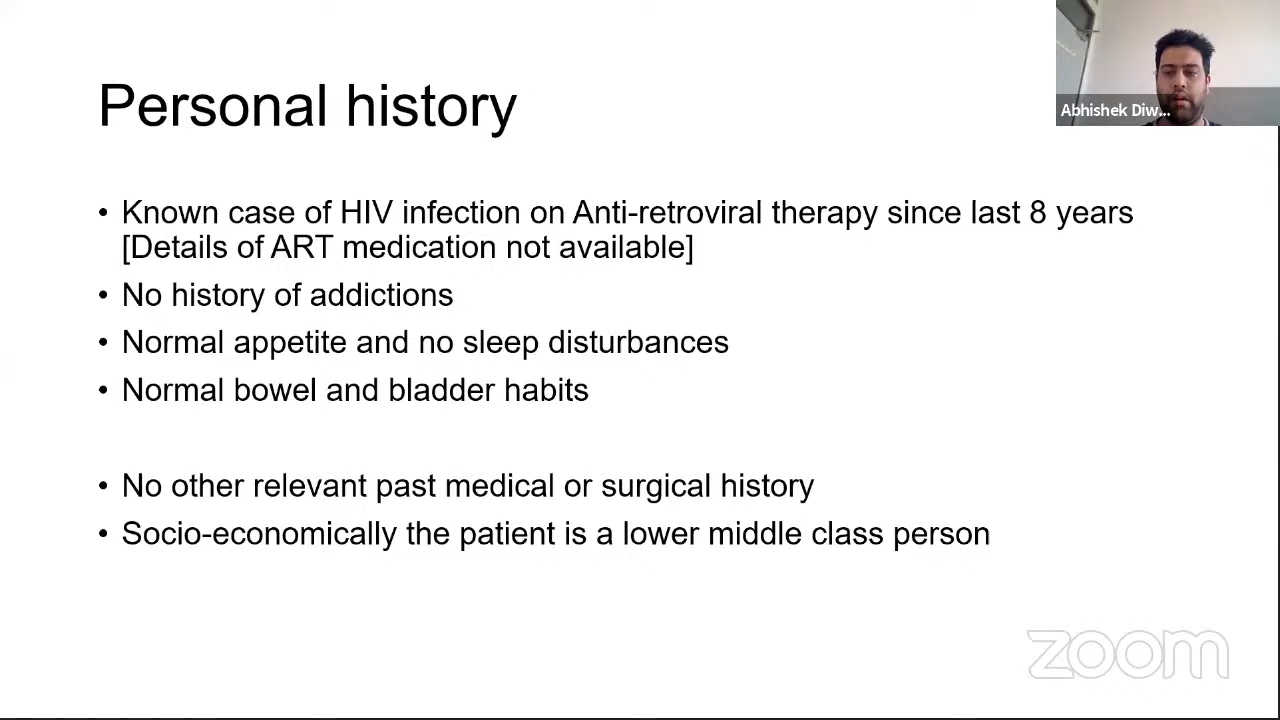 Personal history
Abhishek Diw...
• Known case of HIV infection on Anti-retroviral therapy since last 8 years
[Details of ART medication not available]
• No history of addictions
• Normal appetite and no sleep disturbances
• Normal bowel and bladder habits
• No other relevant past medical or surgical history
• Socio-economically the patient is a lower middle class person
zoom